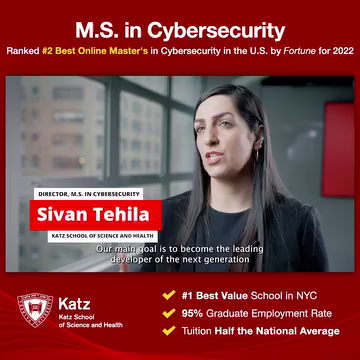 M.S. in Cybersecurity
Ranked #2 Best Online Master's in Cybersecurity in the U.S. by Fortune for 2022
DIRECTOR, M.S. IN CYBERSECURITY
Sivan Tehila
KATZ SCHOOL OF SCIENCE AND HEALTH
Our main goal is to become the leading
developer of the next generation
Katz
Katz School
of Science and Health
#1 Best Value School in NYC
95% Graduate Employment Rate
Tuition Half the National Average